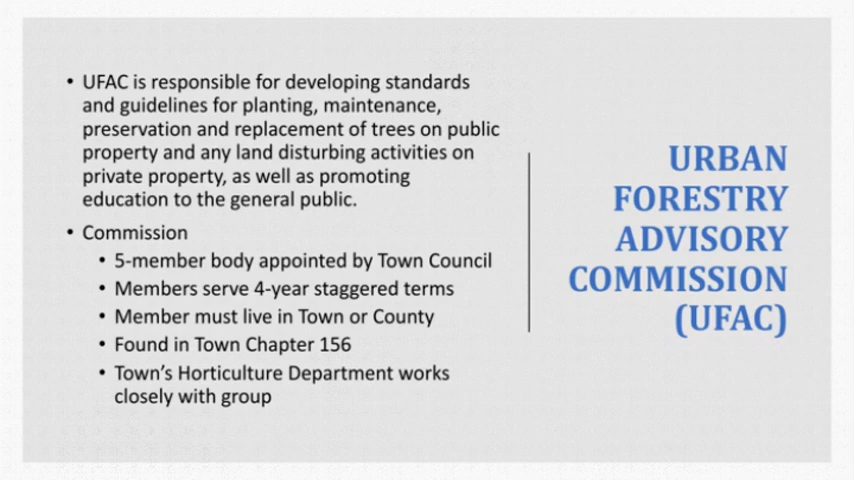 • UFAC is responsible for developing standards
and guidelines for planting, maintenance,
preservation and replacement of trees on public
property and any land disturbing activities on
private property, as well as promoting
education to the general public.
• Commission
• 5-member body appointed by Town Council
• Members serve 4-year staggered terms
• Member must live in Town or County
• Found in Town Chapter 156
• Town’s Horticulture Department works
closely with group
URBAN
FORESTRY
ADVISORY
COMMISSION
(UFAC)